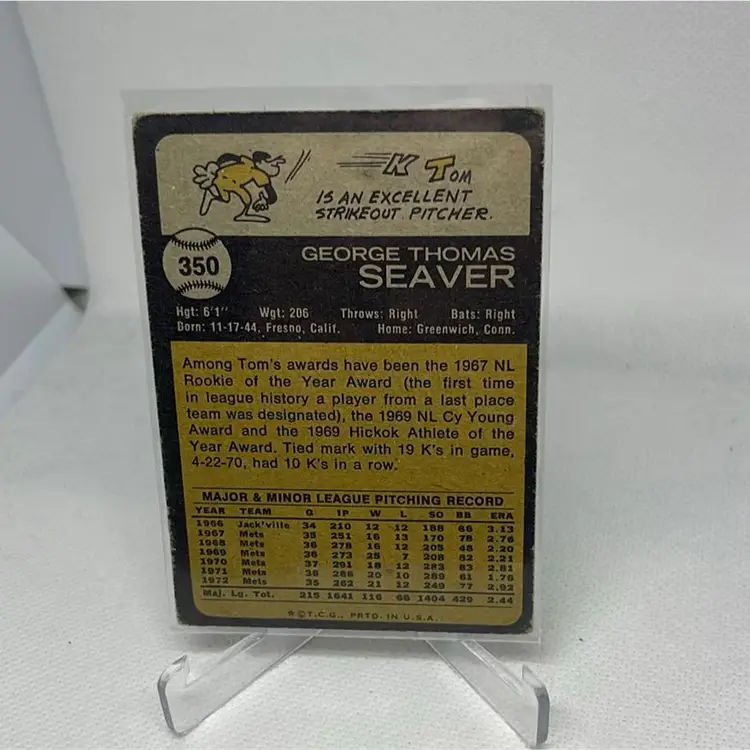 K TOM
IS AN EXCELLENT
STRIKEOUT PITCHER.
350
GEORGE THOMAS
SEAVER
Hgt: 6'1" Wgt: 206 Throws: Right Bats: Right
Born: 11-17-44, Fresno, Calif. Home: Greenwich, Conn.
Among Tom's awards have been the 1967 NL
Rookie of the Year Award (the first time
in league history a player from a last place
team was designated), the 1969 NL Cy Young
Award and the 1969 Hickok Athlete of the
Year Award. Tied mark with 19 K's in game,
4-22-70, had 10 K's in a row.
MAJOR & MINOR LEAGUE PITCHING RECORD
YEAR TEAM G IP W L SO BB ERA
1966 Jack'ville 34 210 12 12 188 66 3.13
1967 Mets 35 251 16 13 170 78 2.76
1968 Mets 36 278 16 12 205 48 2.20
1969 Mets 36 273 25 7 208 82 2.21
1970 Mets 37 291 18 12 283 83 2.81
1971 Mets 36 286 20 10 289 61 1.76
1972 Mets 35 262 21 12 249 77 2.92
Maj. Lg. Tot. 215 1641 116 66 1404 429 2.44
*©T.C.G., PRTD. IN U.S.A.